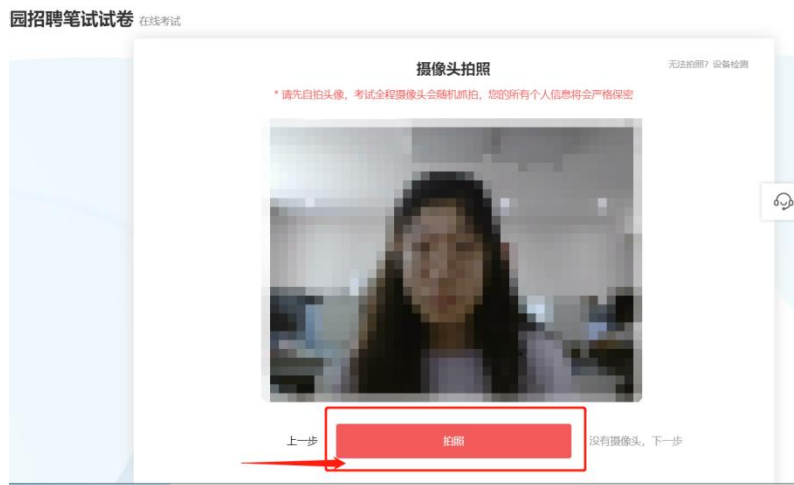 园招聘笔试试卷 在线考试
摄像头拍照
无法拍照？设备检测
* 请先自拍头像，考试全程摄像头会随机抓拍，您的所有个人信息将会严格保密
上一步 拍照 没有摄像头，下一步